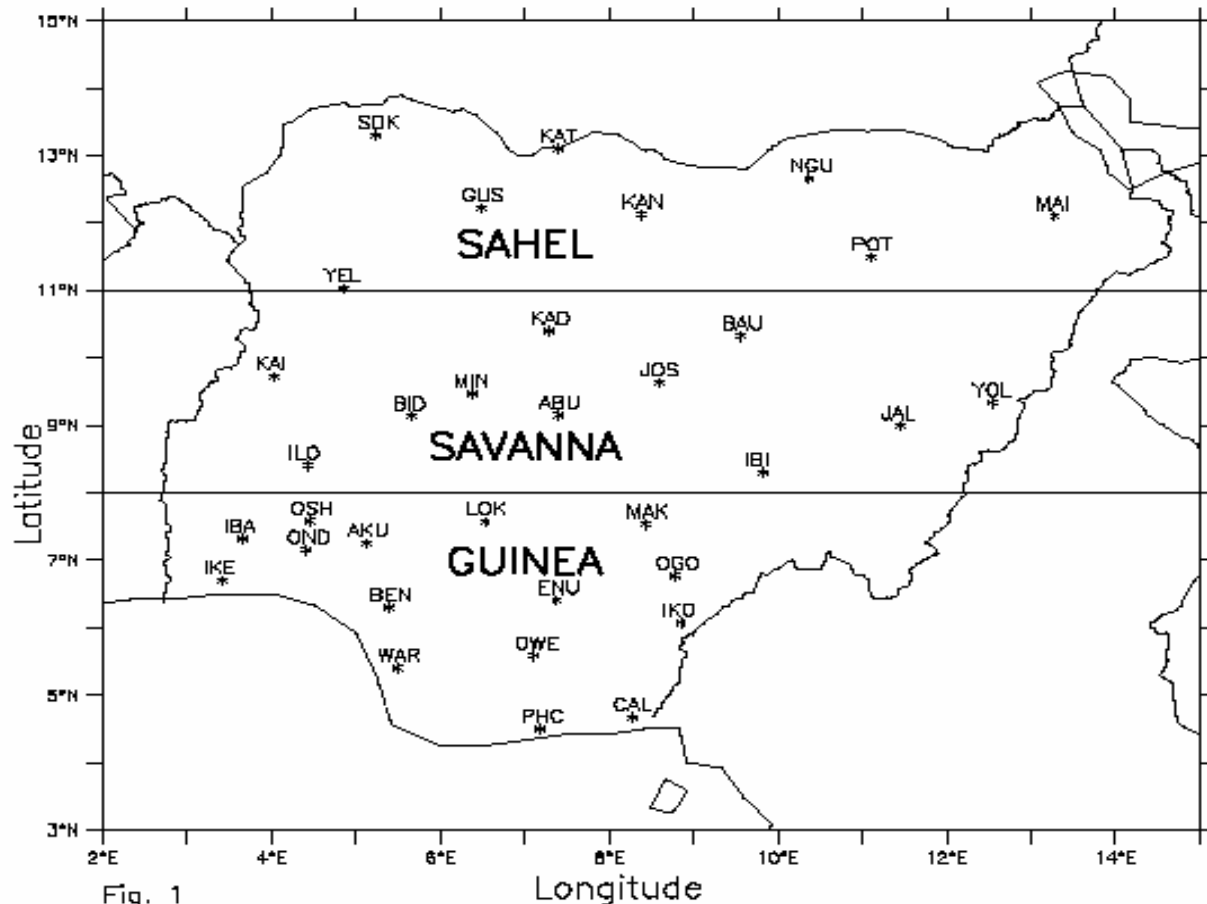 15°N
SOK
KAT
13°N
NGU
GUS
KAN
MAI
SAHEL
POT
YEL
11°N
KAD
BAU
KAI
JOS
MIN
YOL
BID
ABU
JAL
9°N
SAVANNA
ILO
IBI
OSH
LOK
MAK
IBA
OND
AKU
7°N
GUINEA
OGO
IKE
ENU
BEN
IKO
OWE
WAR
5°N
CAL
PHC
3°N
Latitude
2°E 4°E 6°E 8°E 10°E 12°E 14°E
Longitude
Fig. 1